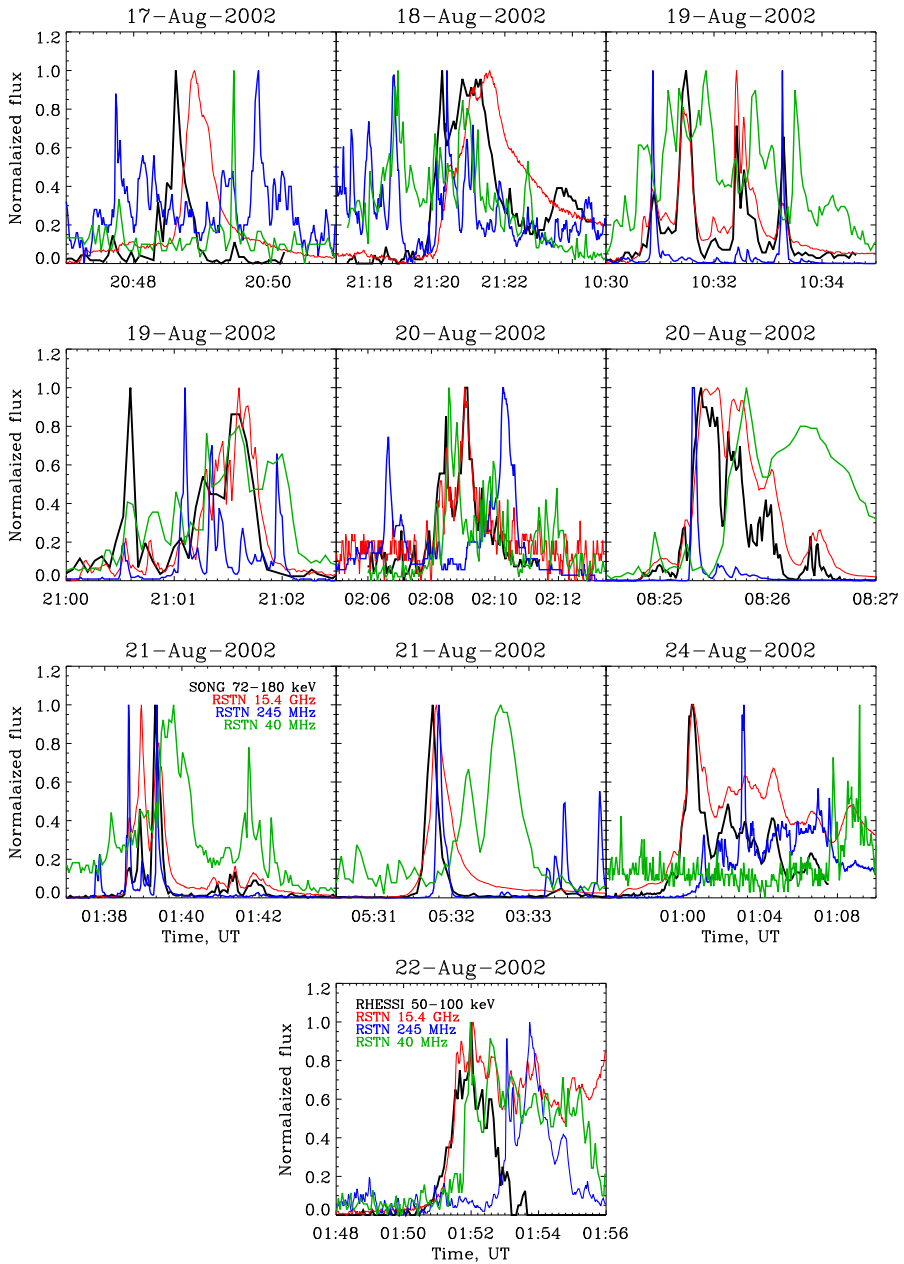 17-Aug-2002 18-Aug-2002 19-Aug-2002
Normalaized flux
1.2
1.0
0.8
0.6
0.4
0.2
0.0
20:48 20:50 21:18 21:20 21:22 10:30 10:32 10:34
19-Aug-2002 20-Aug-2002 20-Aug-2002
Normalaized flux
1.2
1.0
0.8
0.6
0.4
0.2
0.0
21:00 21:01 21:02 02:06 02:08 02:10 02:12 08:25 08:26 08:27
21-Aug-2002 21-Aug-2002 24-Aug-2002
Normalaized flux
1.2
1.0
0.8
0.6
0.4
0.2
0.0
SONG 72-180 keV
RSTN 15.4 GHz
RSTN 245 MHz
RSTN 40 MHz
01:38 01:40 01:42 05:31 05:32 03:33 01:00 01:04 01:08
Time, UT Time, UT
22-Aug-2002
Normalaized flux
1.2
1.0
0.8
0.6
0.4
0.2
0.0
RHESSI 50-100 keV
RSTN 15.4 GHz
RSTN 245 MHz
RSTN 40 MHz
01:48 01:50 01:52 01:54 01:56
Time, UT